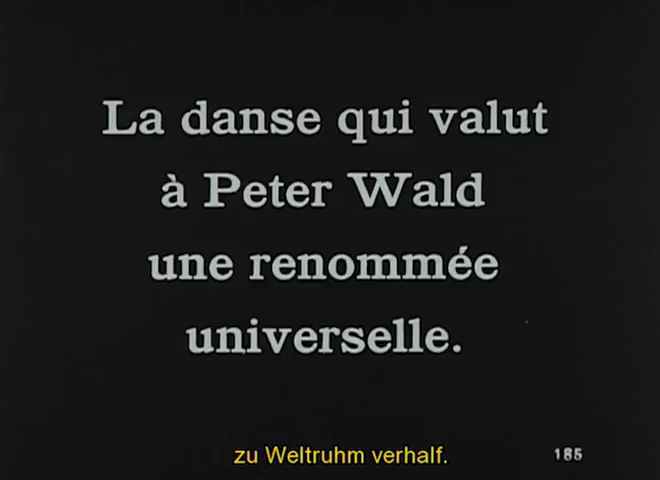 La danse qui valut
à Peter Wald
une renommée
universelle.
zu Weltruhm verhalf.
185